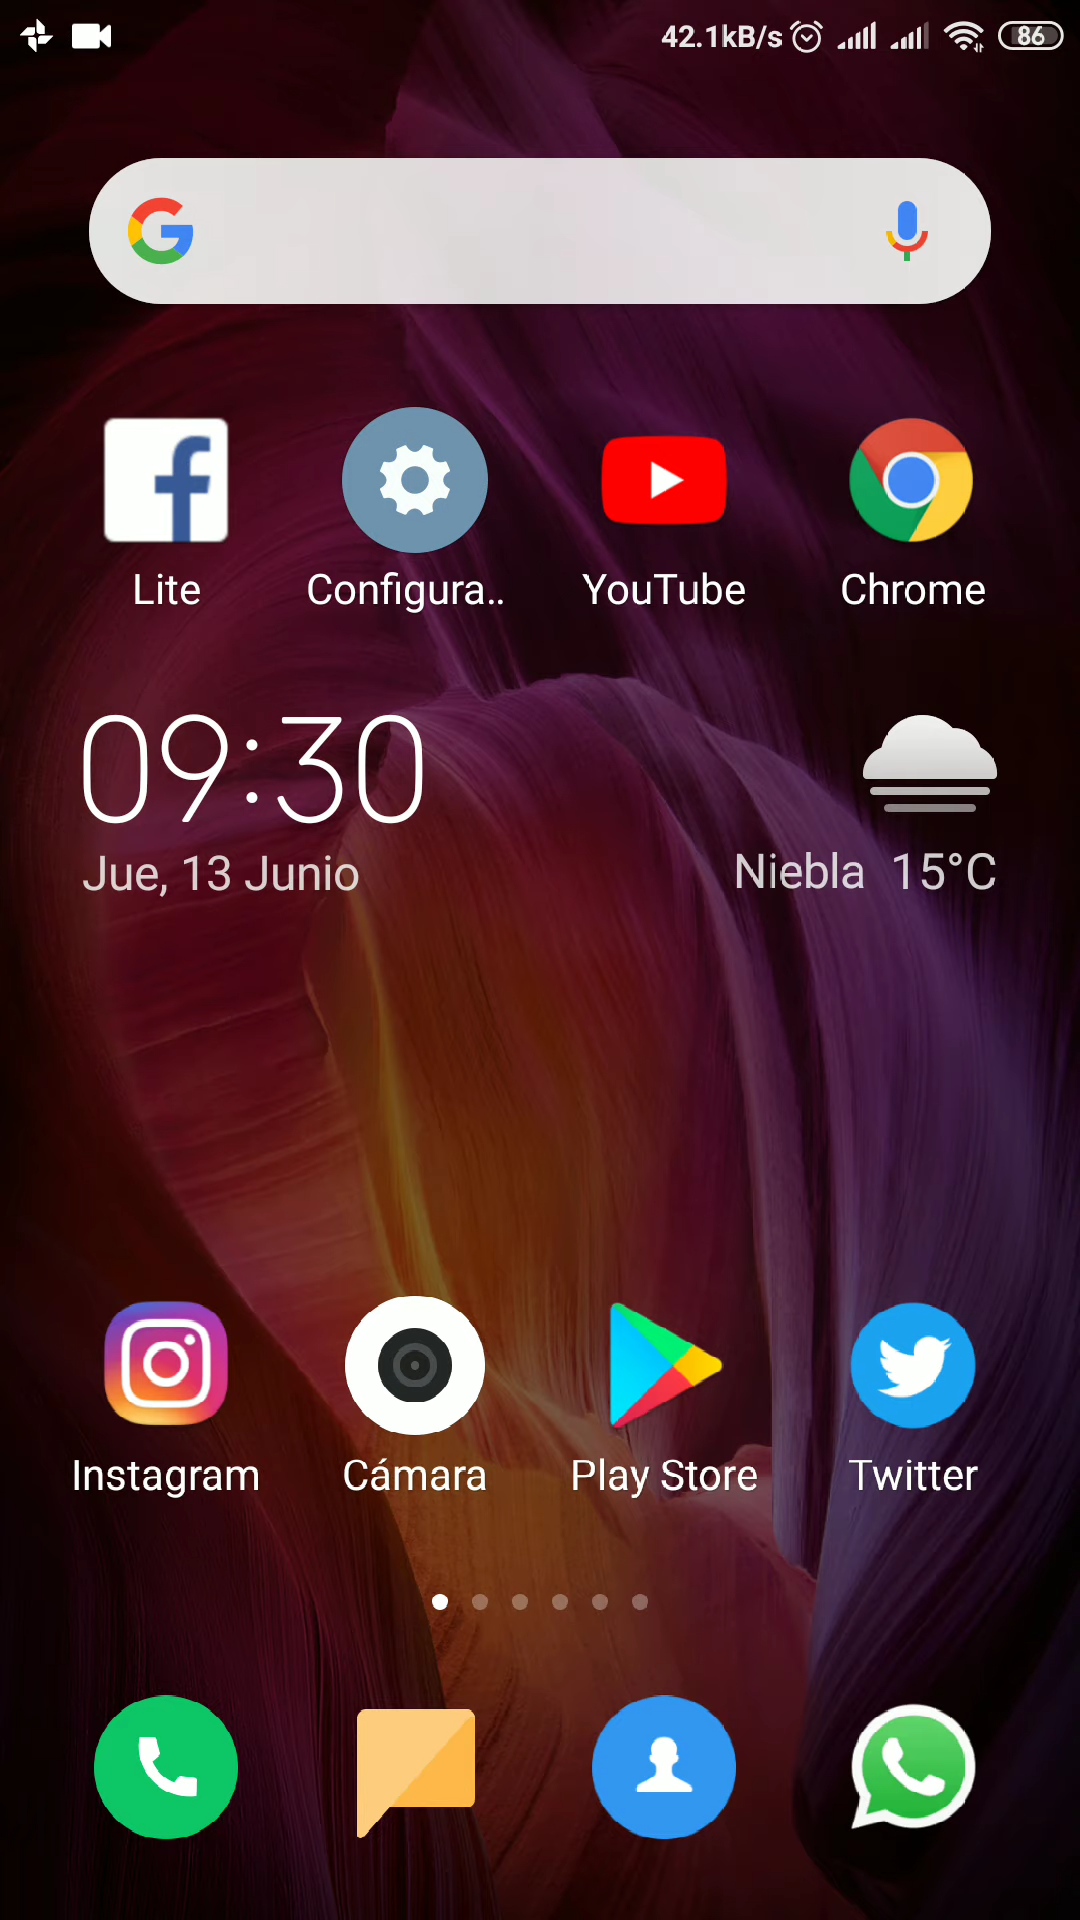 42.1kB/s 86
Lite Configura.. YouTube Chrome
09:30
Jue, 13 Junio Niebla 15°C
Instagram Cámara Play Store Twitter